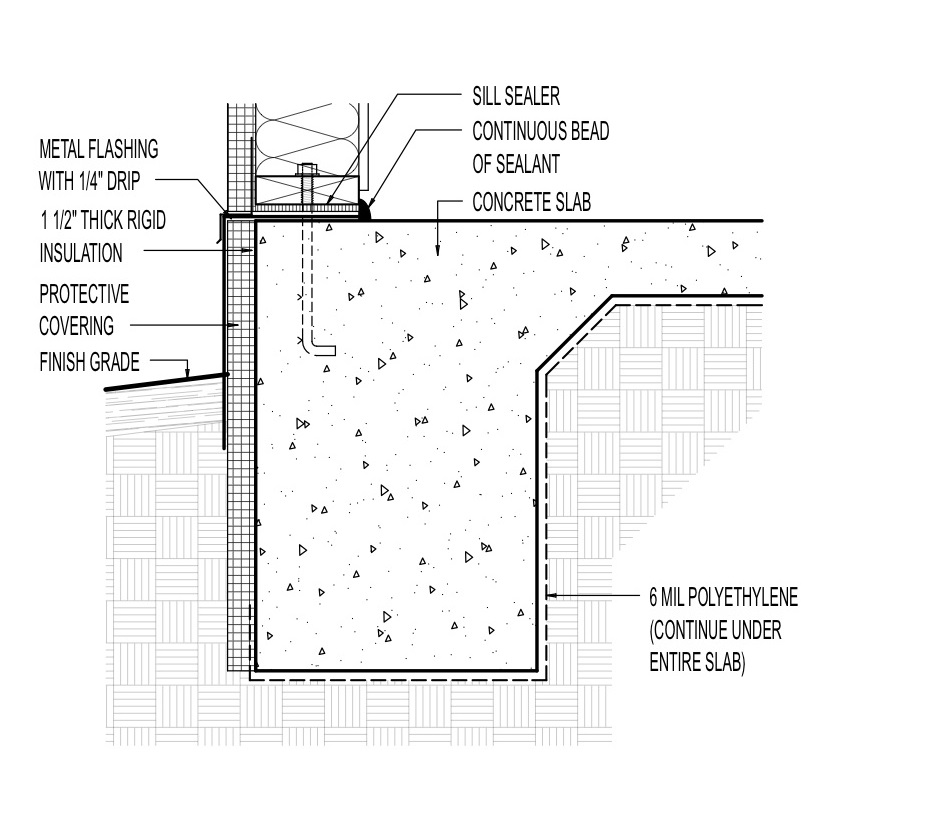 SILL SEALER
CONTINUOUS BEAD
OF SEALANT
CONCRETE SLAB
METAL FLASHING
WITH 1/4" DRIP
1 1/2" THICK RIGID
INSULATION
PROTECTIVE
COVERING
FINISH GRADE
6 MIL POLYETHYLENE
(CONTINUE UNDER
ENTIRE SLAB)